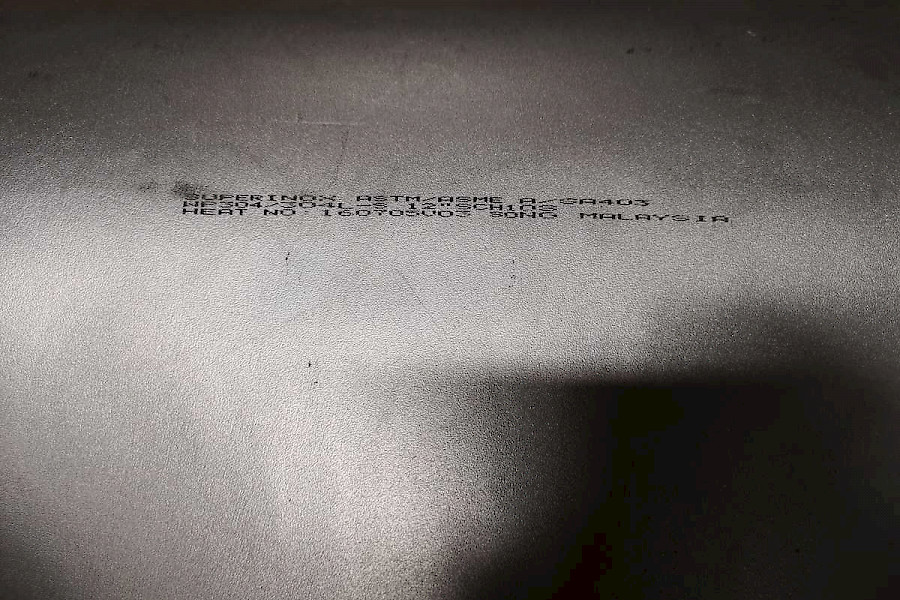 SUPERINOX ASTM/ASME A/SA403
WP304/304L-S 12"SCH10S
HEAT NO 160705U03 SONG MALAYSIA